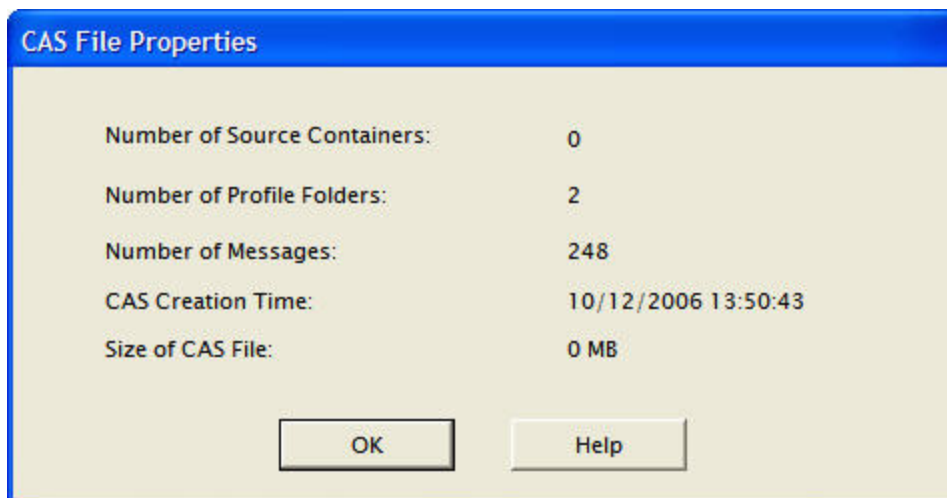 CAS File Properties
Number of Source Containers: 0
Number of Profile Folders: 2
Number of Messages: 248
CAS Creation Time: 10/12/2006 13:50:43
Size of CAS File: 0 MB
OK Help